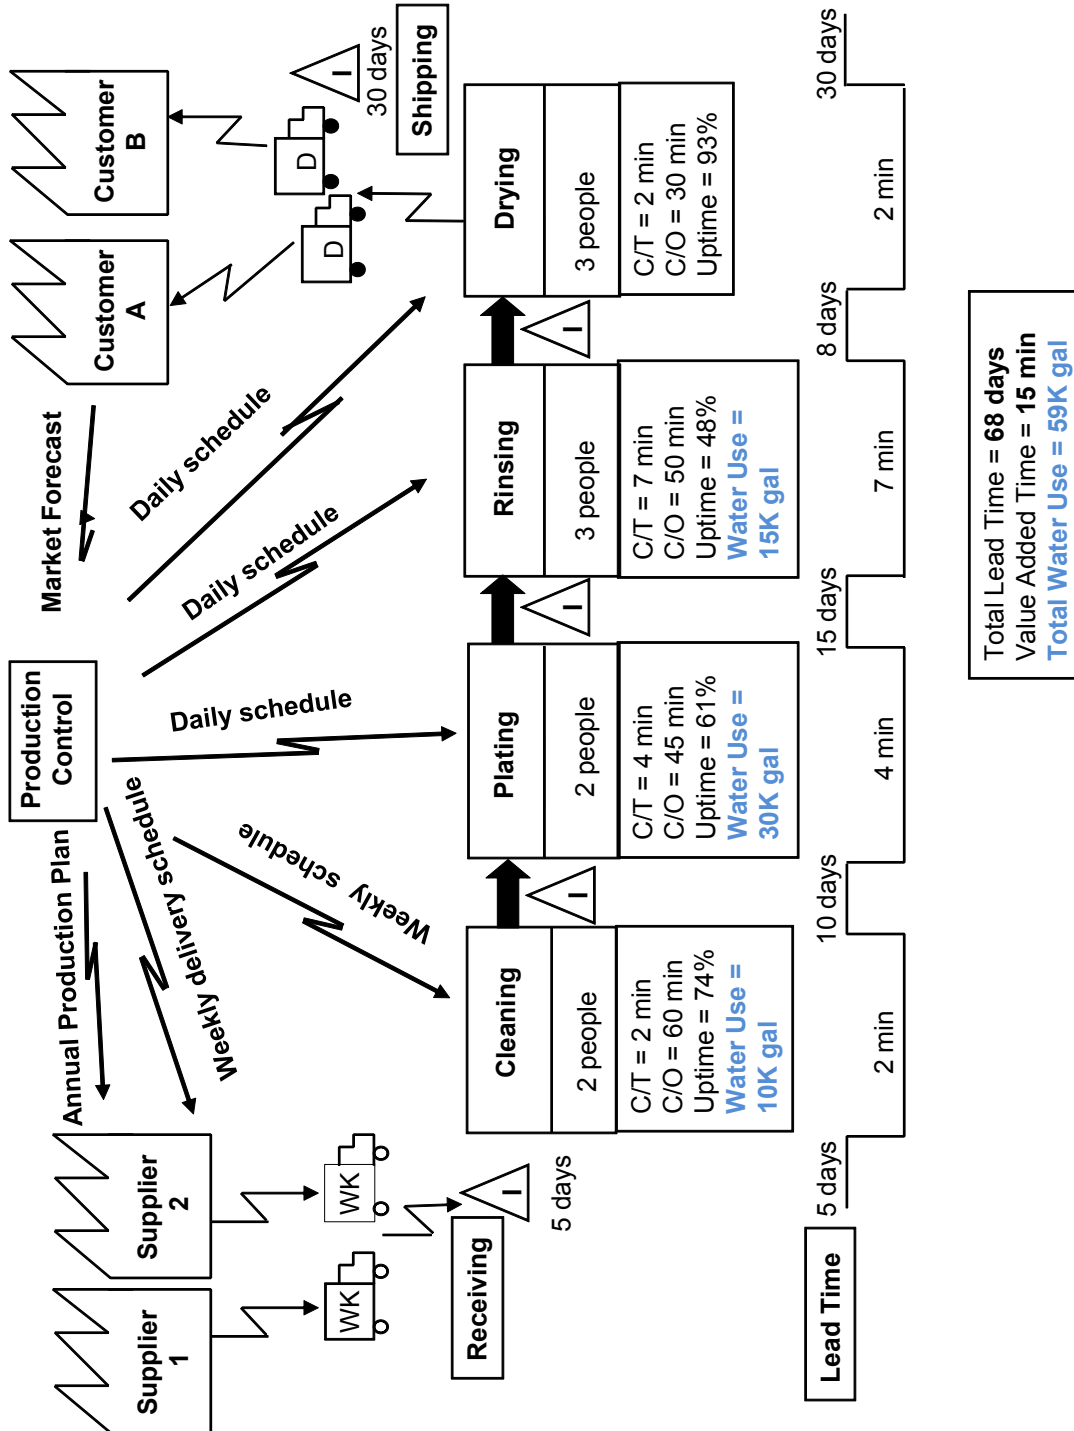 Supplier
1
Supplier
2
Annual Production Plan
Production
Control
Market Forecast
Customer
A
Customer
B
Weekly delivery schedule
Weekly schedule
Daily schedule
Daily schedule
Daily schedule
WK
WK
D
D
Receiving
I
5 days
I
30 days
Shipping
Cleaning
2 people
C/T = 2 min
C/O = 60 min
Uptime = 74%
Water Use =
10K gal
I
Plating
2 people
C/T = 4 min
C/O = 45 min
Uptime = 61%
Water Use =
30K gal
I
Rinsing
3 people
C/T = 7 min
C/O = 50 min
Uptime = 48%
Water Use =
15K gal
I
Drying
3 people
C/T = 2 min
C/O = 30 min
Uptime = 93%
Lead Time
5 days
2 min
10 days
4 min
15 days
7 min
8 days
2 min
30 days
Total Lead Time = 68 days
Value Added Time = 15 min
Total Water Use = 59K gal